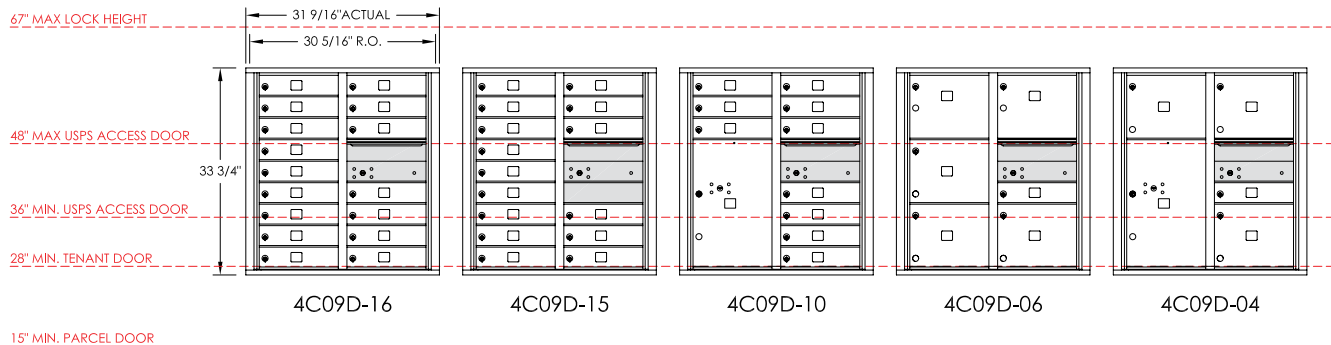 67" MAX LOCK HEIGHT
31 9/16"ACTUAL
30 5/16" R.O.
48" MAX USPS ACCESS DOOR
33 3/4"
36" MIN. USPS ACCESS DOOR
28" MIN. TENANT DOOR
4C09D-16
4C09D-15
4C09D-10
4C09D-06
4C09D-04
15" MIN. PARCEL DOOR